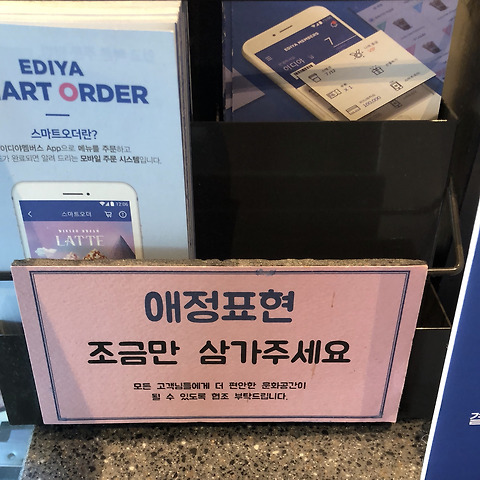 EDIYA
ART ORDER
스마트오더란?
이디야멤버스 App으로 메뉴를 주문하고
가 완료되면 알려 드리는 모바일 주문 시스템입니다.
12:05
스마트오더
LATTE
EDIYA MEMBERS
7
애정표현
조금만 삼가주세요
모든 고객님들에게 더 편안한 문화공간이
될 수 있도록 협조 부탁드립니다.